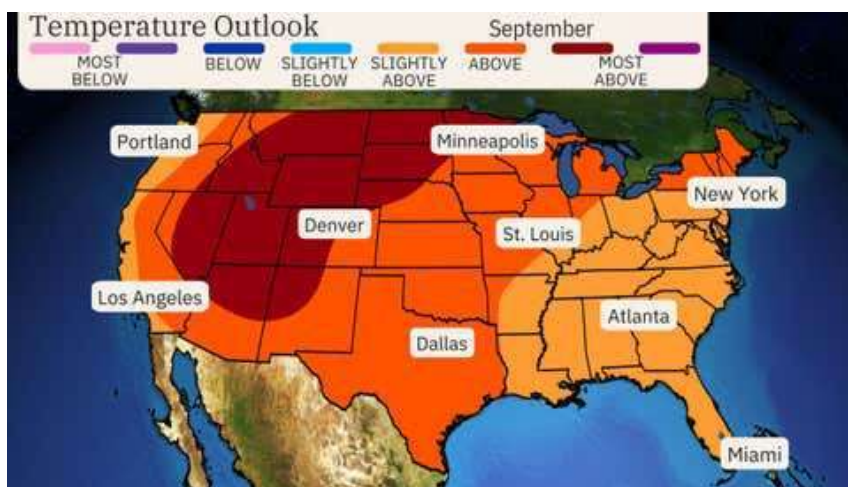 Temperature Outlook
September
MOST
BELOW
BELOW
SLIGHTLY
BELOW
SLIGHTLY
ABOVE
ABOVE
MOST
ABOVE
Portland
Minneapolis
New York
Denver
St. Louis
Los Angeles
Atlanta
Dallas
Miami